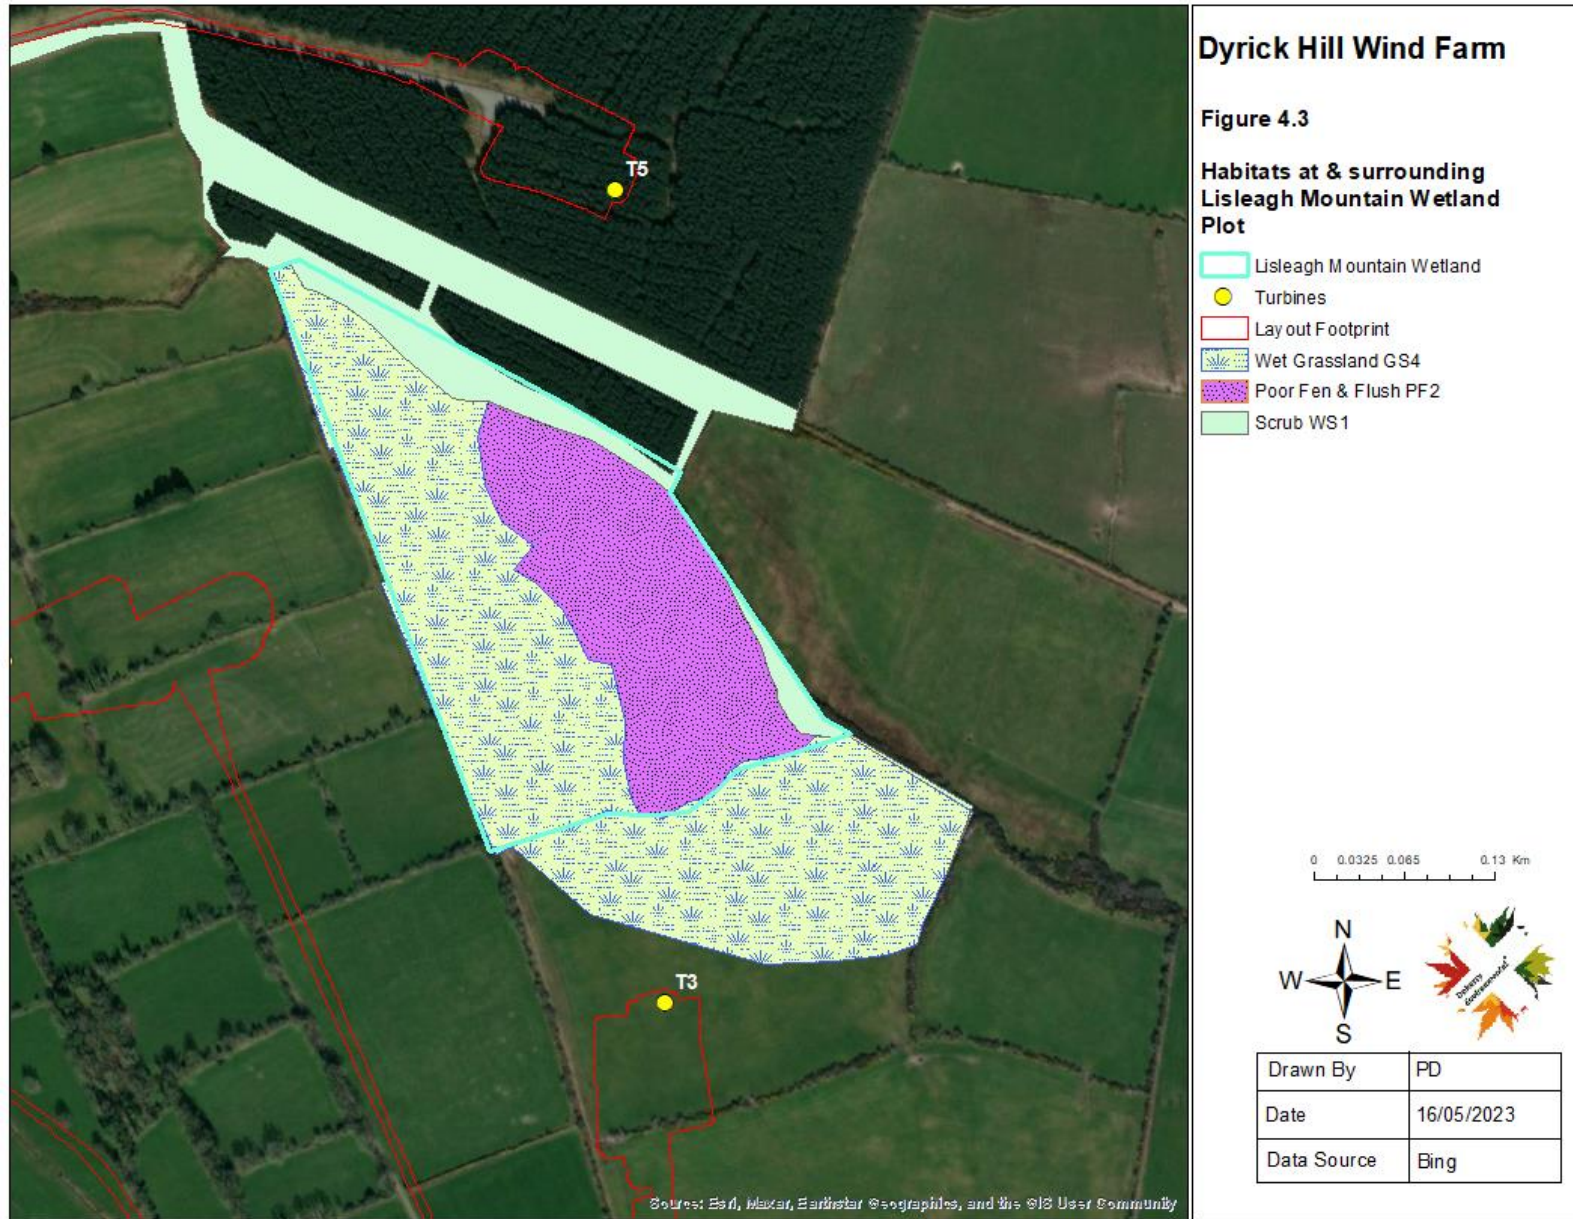 Dyrick Hill Wind Farm
Figure 4.3
Habitats at & surrounding
Lisleagh Mountain Wetland
Plot
Lisleagh Mountain Wetland
Turbines
Layout Footprint
Wet Grassland GS4
Poor Fen & Flush PF2
Scrub WS1
T5
T3
0 0.0325 0.065 0.13 Km
N
W E
S
Doherty
Environmental
Drawn By PD
Date 16/05/2023
Data Source Bing
Source: Esri, Maxar, Earthstar Geographics, and the GIS User Community